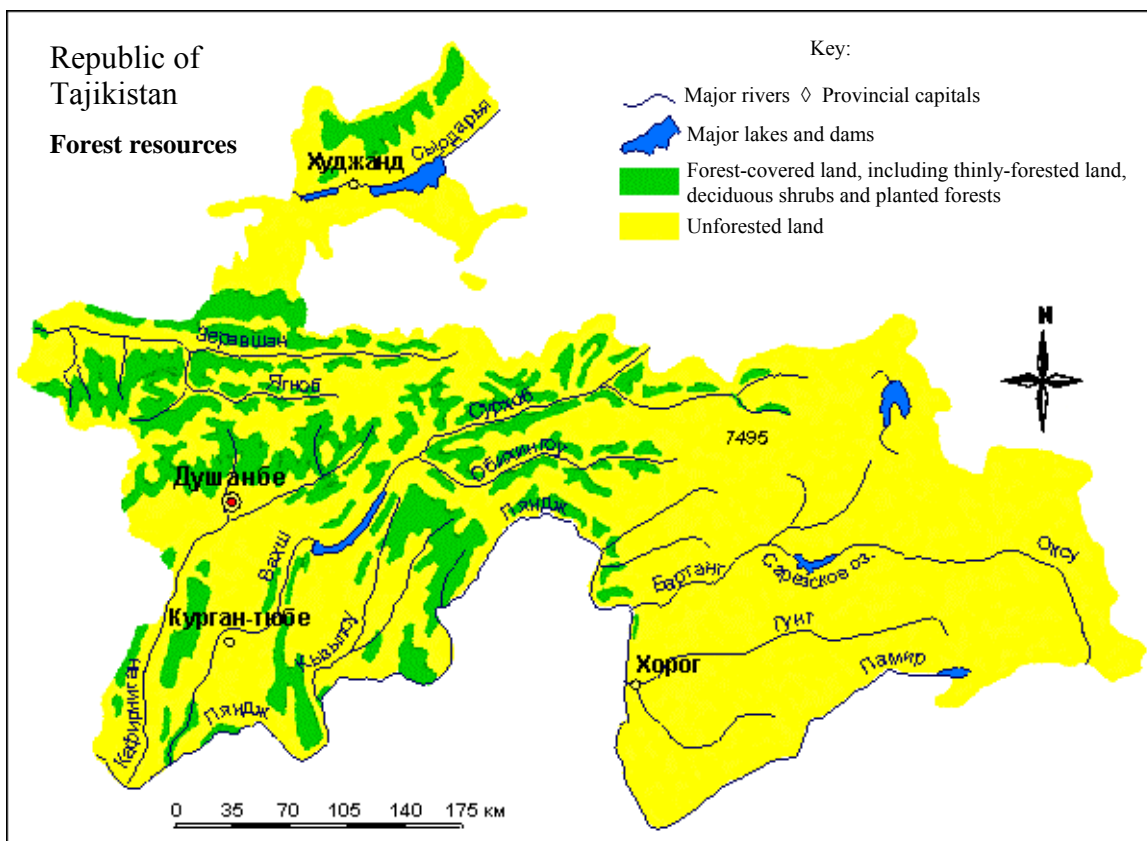 Republic of
Tajikistan
Forest resources
Key:
Major rivers ◊ Provincial capitals
Major lakes and dams
Forest-covered land, including thinly-forested land,
deciduous shrubs and planted forests
Unforested land
Сырдарья
Худжанд
N
Зеравшан
Ягноб
Сурхоб
7495
Обихингоу
Душанбе
Пяндж
Вахш
Оксу
Бартанг
Сарезское оз.
Курган-тюбе
Гунт
Кызылсу
Хорог
Памир
Кафирниган
Пяндж
0 35 70 105 140 175 км